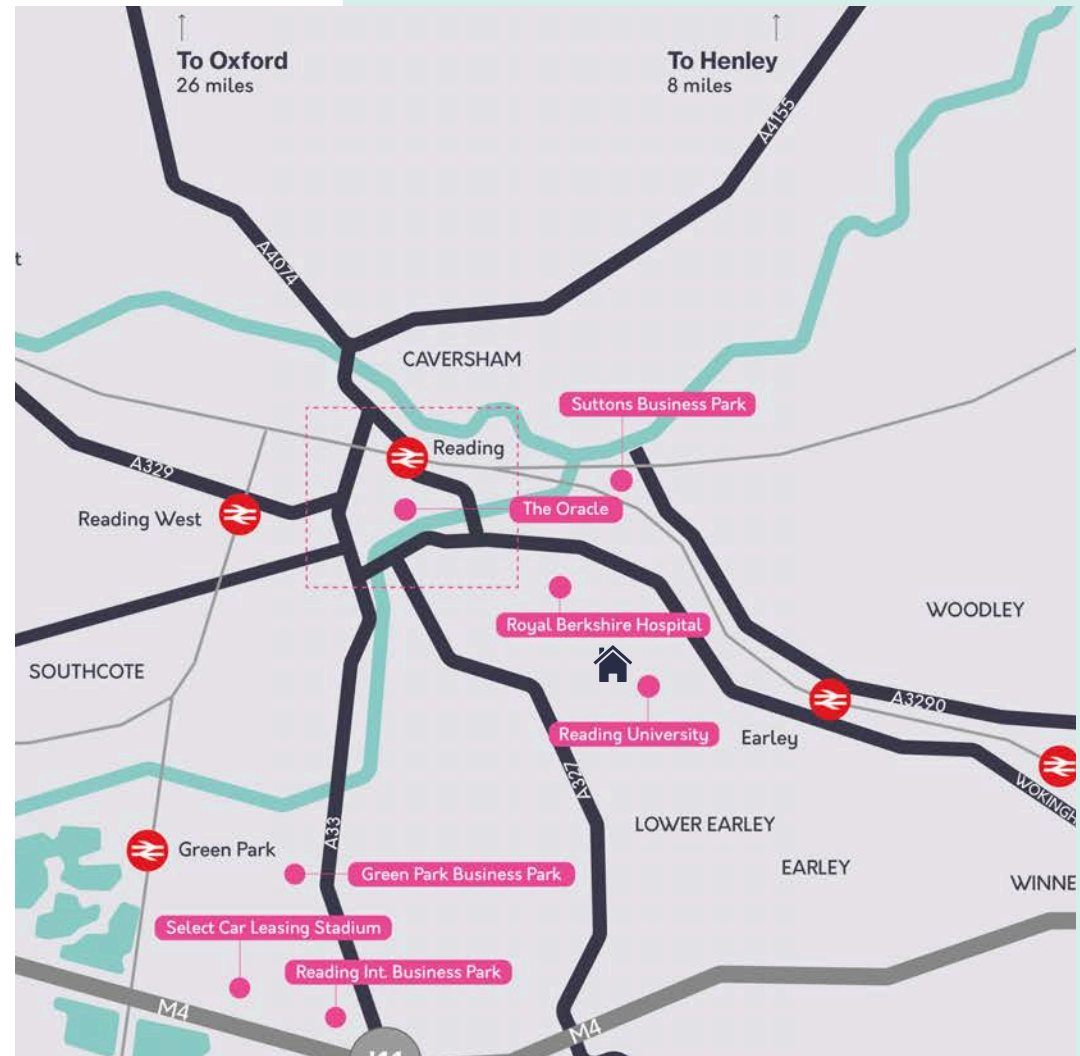 To Oxford
26 miles
To Henley
8 miles
A4155
A4074
t
CAVERSHAM
Suttons Business Park
Reading
A329
The Oracle
Reading West
WOODLEY
Royal Berkshire Hospital
SOUTHCOTE
A3290
Reading University
Earley
A327
WOKINGH
LOWER EARLEY
A33
Green Park
EARLEY
Green Park Business Park
WINNE
Select Car Leasing Stadium
Reading Int. Business Park
M4
M4